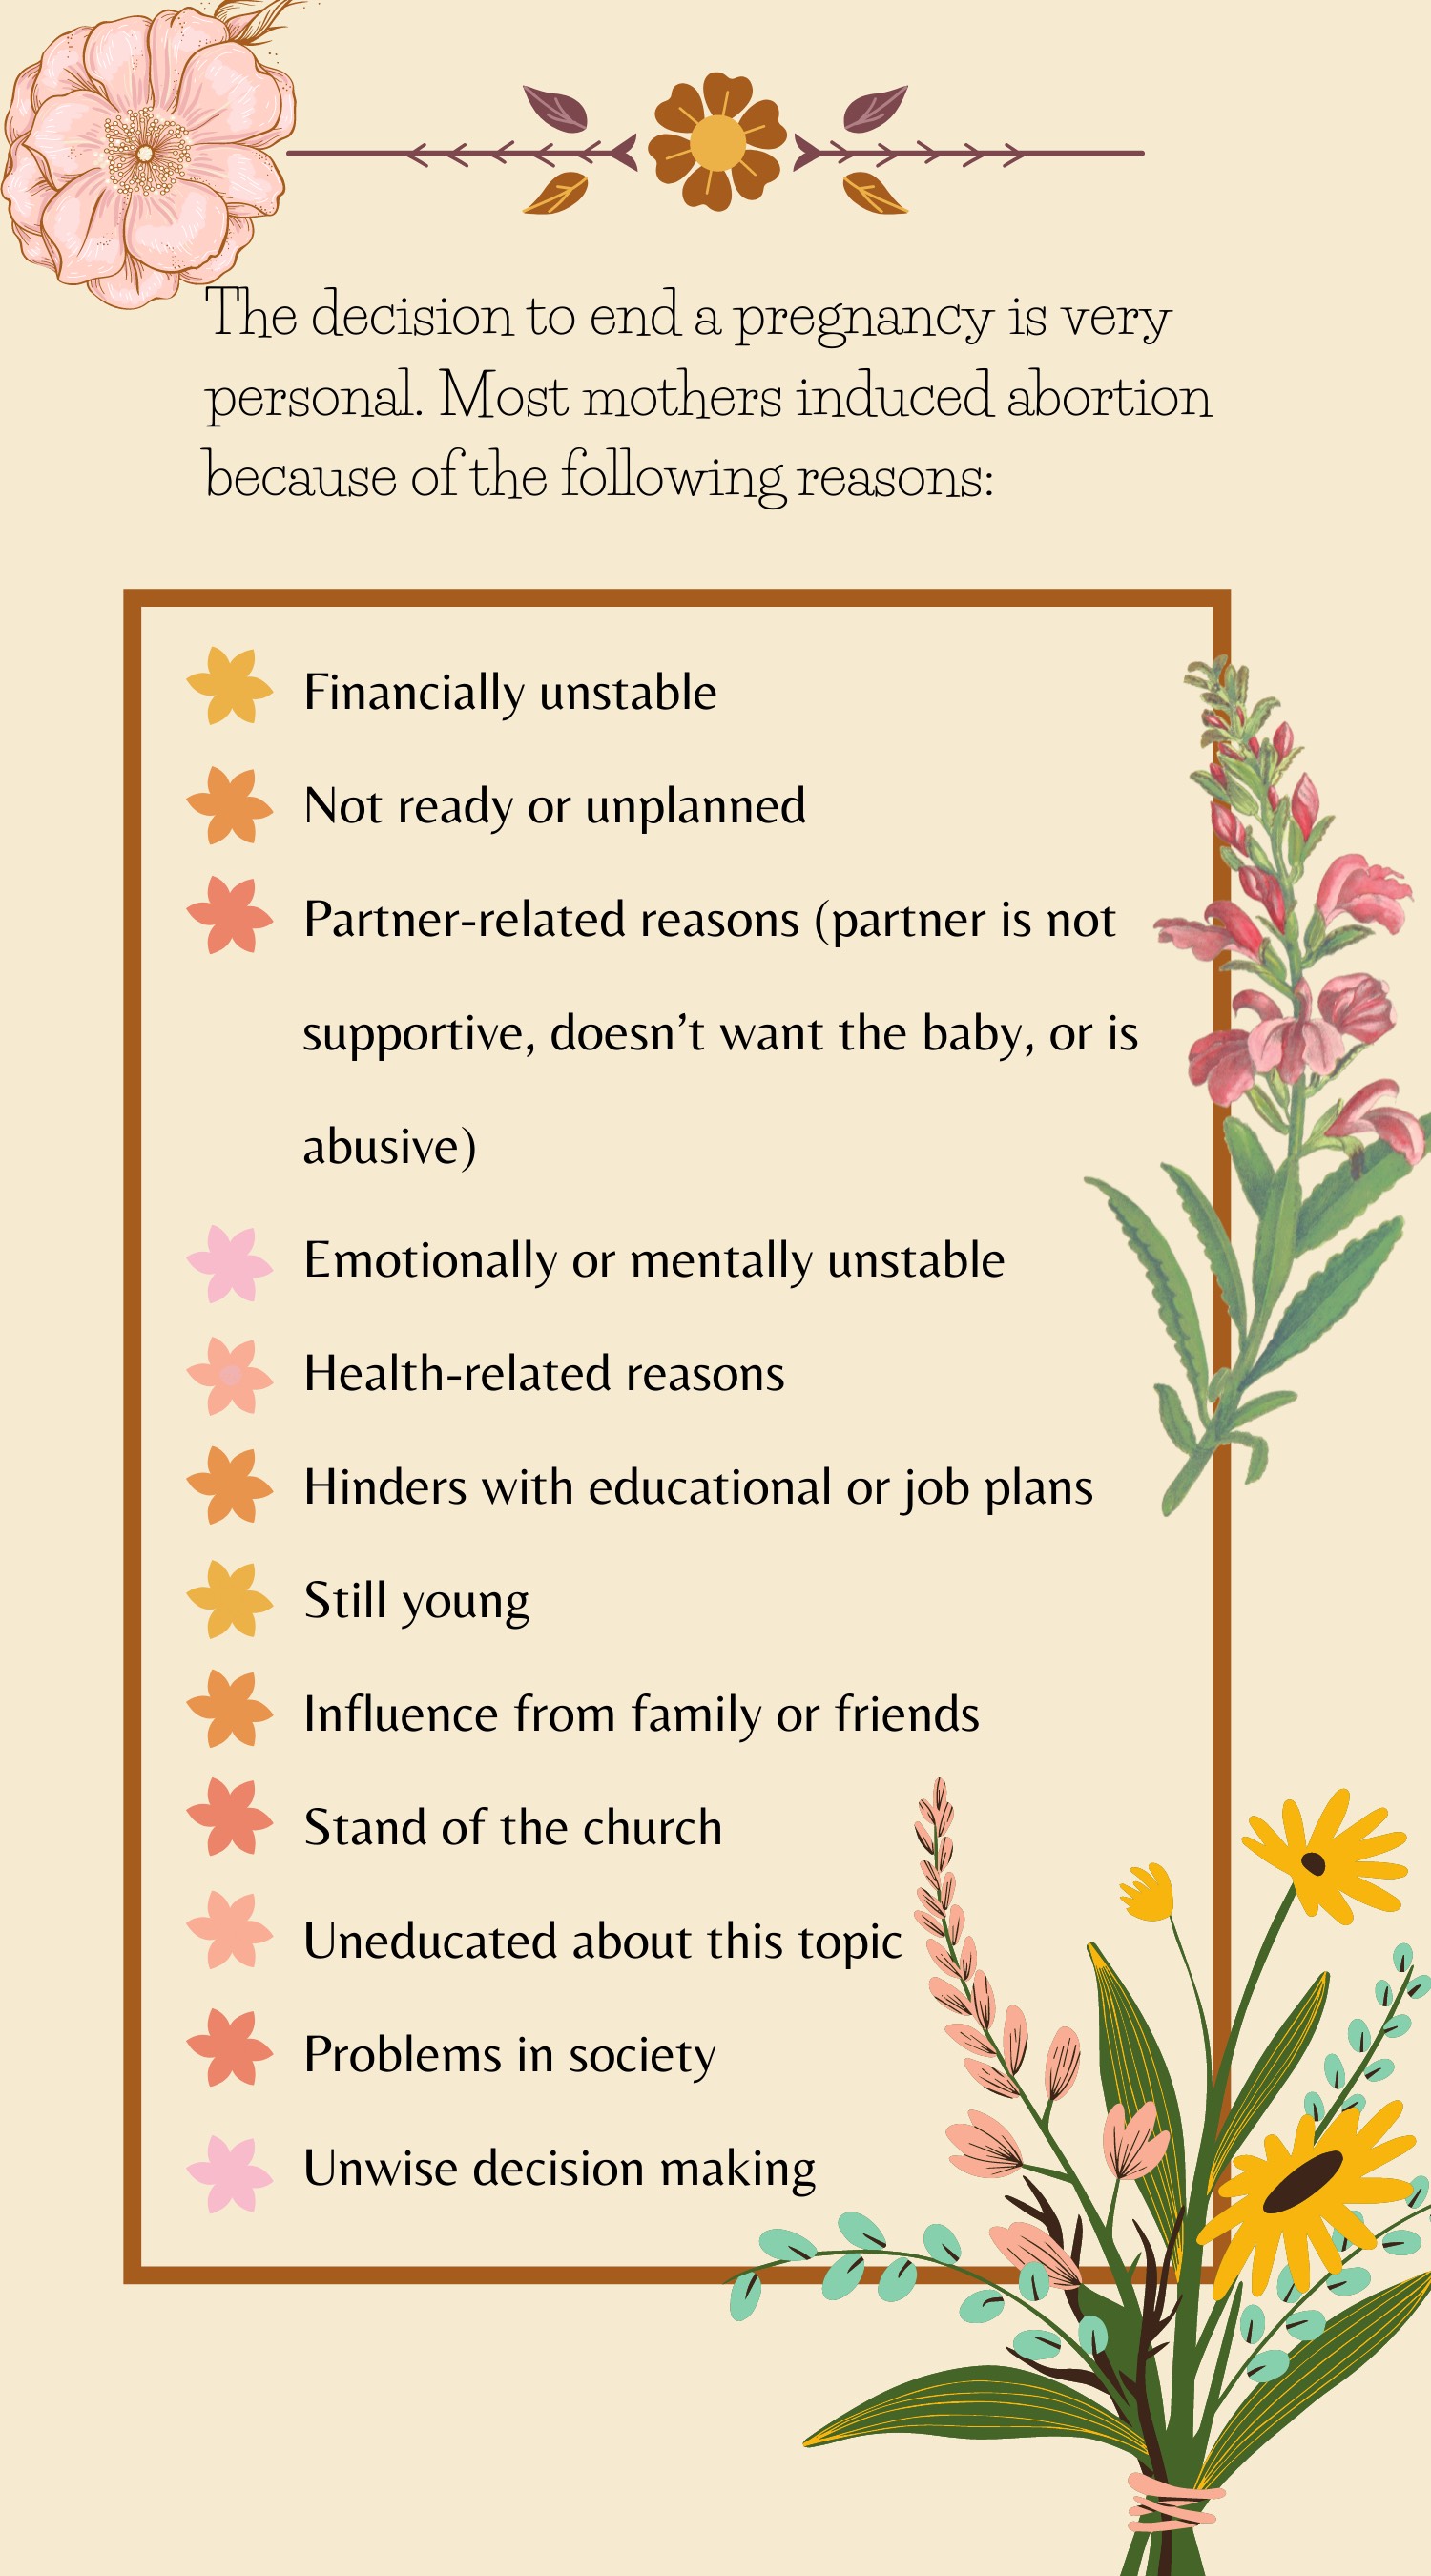 The decision to end a pregnancy is very
personal. Most mothers induced abortion
because of the following reasons:
Financially unstable
Not ready or unplanned
Partner-related reasons (partner is not
supportive, doesn’t want the baby, or is
abusive)
Emotionally or mentally unstable
Health-related reasons
Hinders with educational or job plans
Still young
Influence from family or friends
Stand of the church
Uneducated about this topic
Problems in society
Unwise decision making